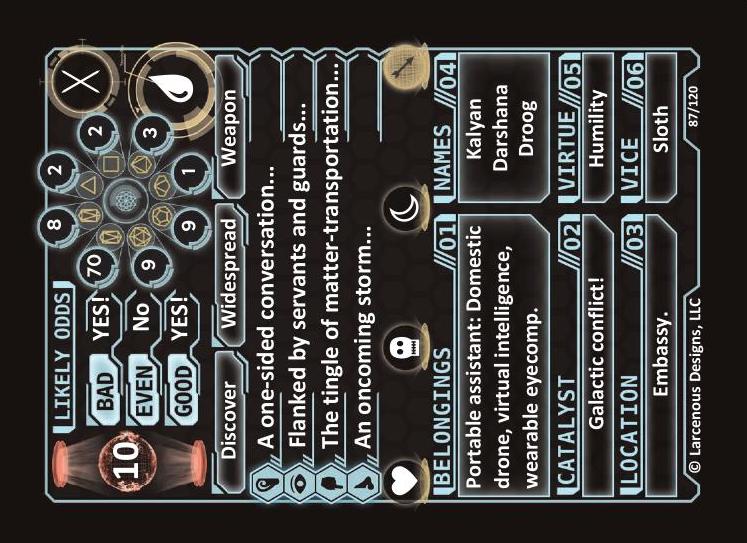 10
LIKELY ODDS
BAD YES!
EVEN No
GOOD YES!
8 2
70 2
9 3
9 1
Discover Widespread Weapon
A one-sided conversation...
Flanked by servants and guards...
The tingle of matter-transportation...
An oncoming storm...
BELONGINGS //01
Portable assistant: Domestic
drone, virtual intelligence,
wearable eyecomp.
CATALYST //02
Galactic conflict!
LOCATION //03
Embassy.
NAMES //04
Kalyan
Darshana
Droog
VIRTUE //05
Humility
VICE //06
Sloth
© Larcenous Designs, LLC
87/120